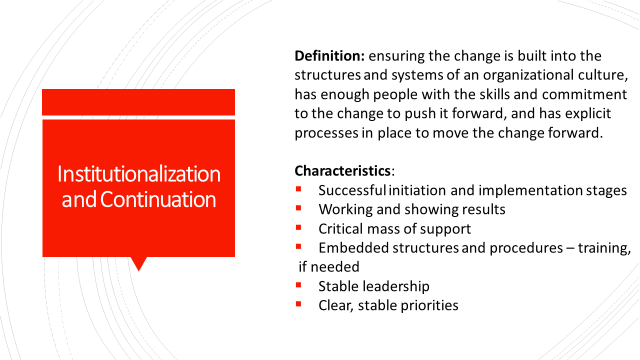 Institutionalization
and Continuation
Definition: ensuring the change is built into the
structures and systems of an organizational culture,
has enough people with the skills and commitment
to the change to push it forward, and has explicit
processes in place to move the change forward.
Characteristics:
▪ Successful initiation and implementation stages
▪ Working and showing results
▪ Critical mass of support
▪ Embedded structures and procedures – training,
if needed
▪ Stable leadership
▪ Clear, stable priorities